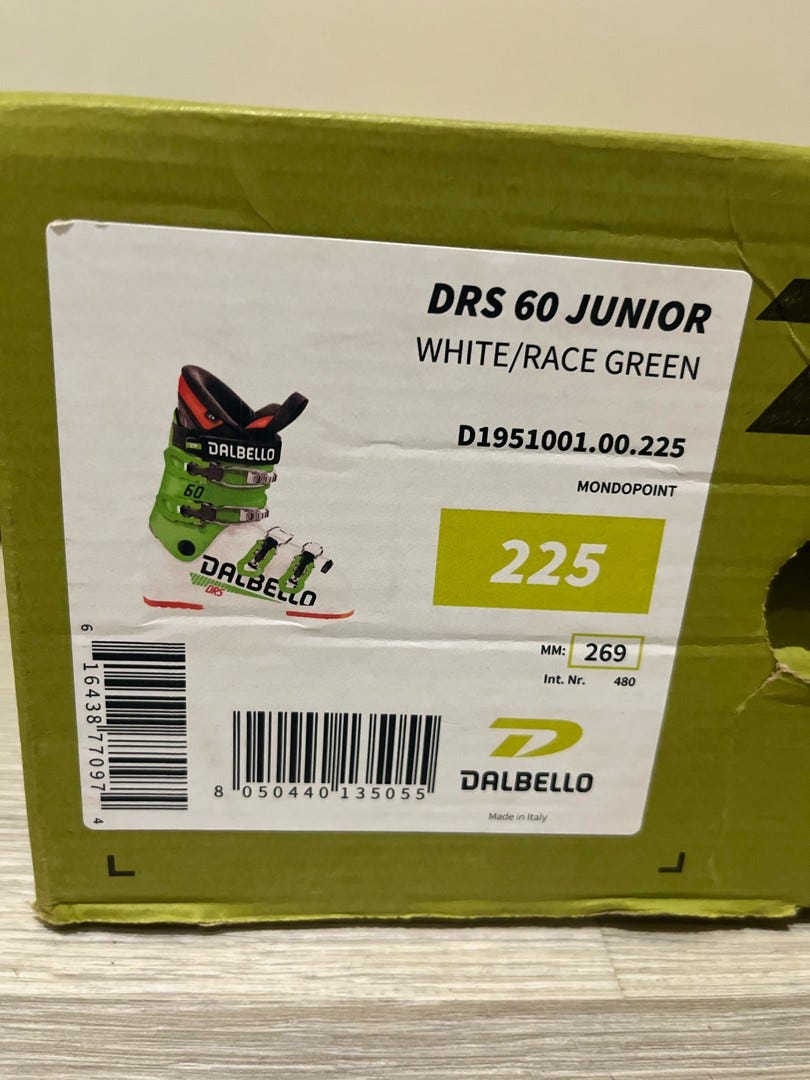 DRS 60 JUNIOR
WHITE/RACE GREEN
D1951001.00.225
MONDOPOINT
225
DALBELLO
60
DALBELLO
DRS
MM: 269
Int. Nr. 480
6 16438 77097 4
8 050440 135055
DALBELLO
Made in Italy